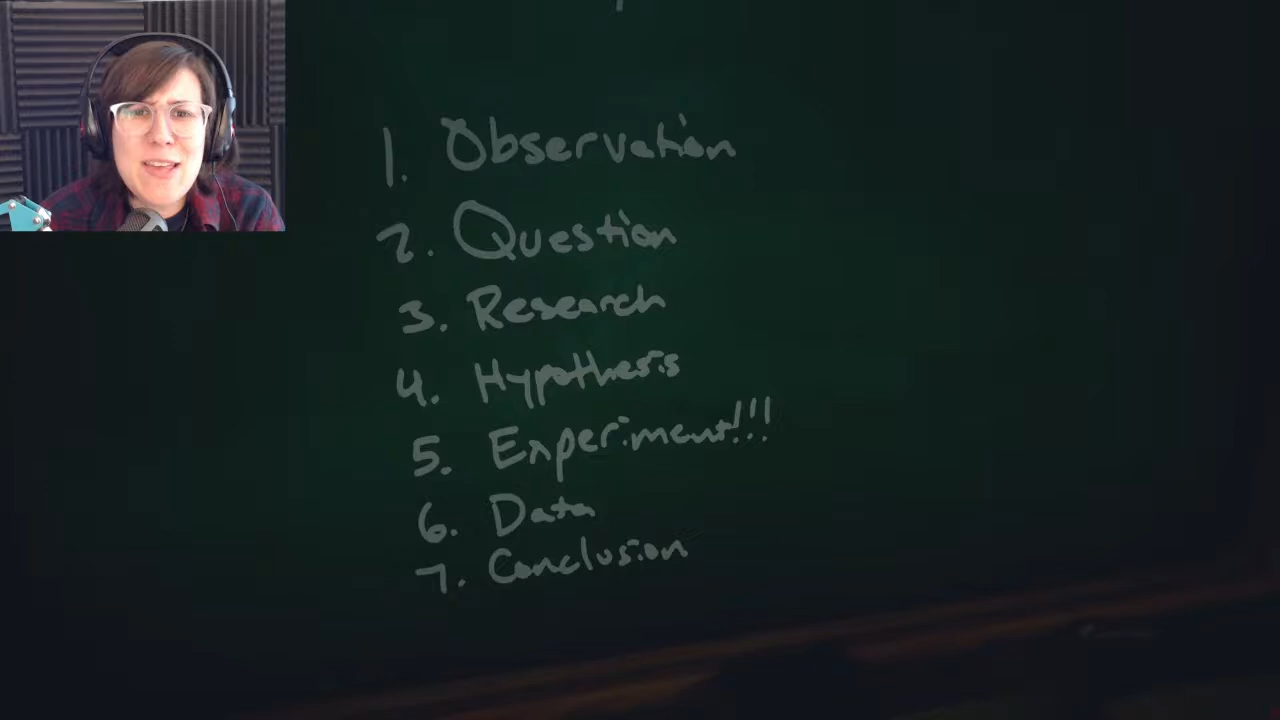 1. Observation
2. Question
3. Research
4. Hypothesis
5. Experiment!!!
6. Data
7. Conclusion